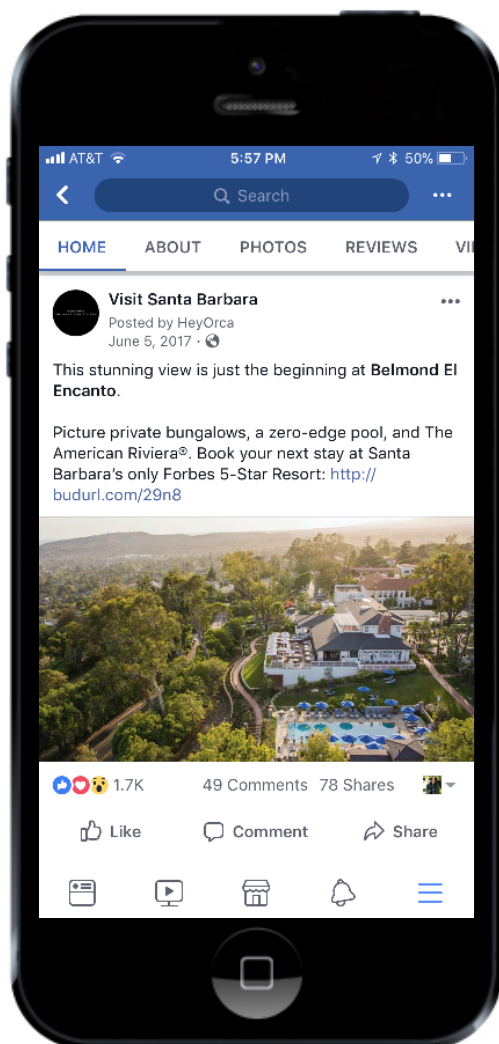 AT&T 5:57 PM 50%
Search
HOME ABOUT PHOTOS REVIEWS
Visit Santa Barbara
Posted by HeyOrca
June 5, 2017 ·
This stunning view is just the beginning at Belmond El
Encanto.
Picture private bungalows, a zero-edge pool, and The
American Riviera®. Book your next stay at Santa
Barbara's only Forbes 5-Star Resort: http://
budurl.com/29n8
1.7K 49 Comments 78 Shares
Like Comment Share